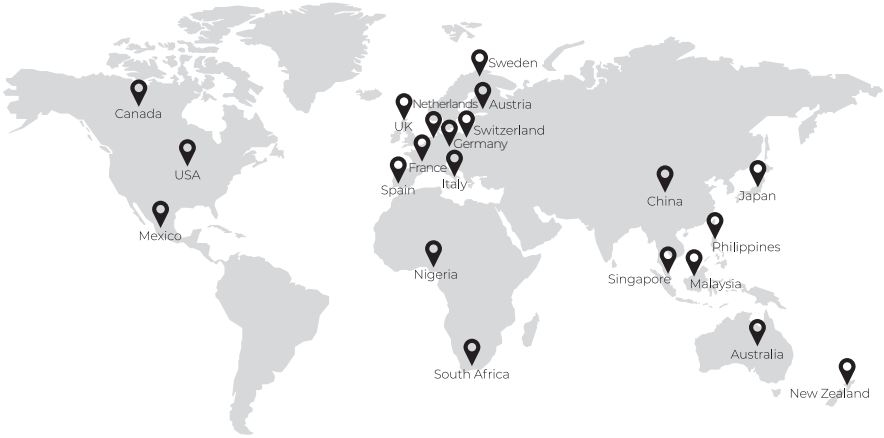 Sweden
Netherlands
Austria
Canada
UK
Switzerland
Germany
France
USA
Italy
Spain
China
Japan
Mexico
Philippines
Nigeria
Singapore
Malaysia
Australia
South Africa
New Zealand